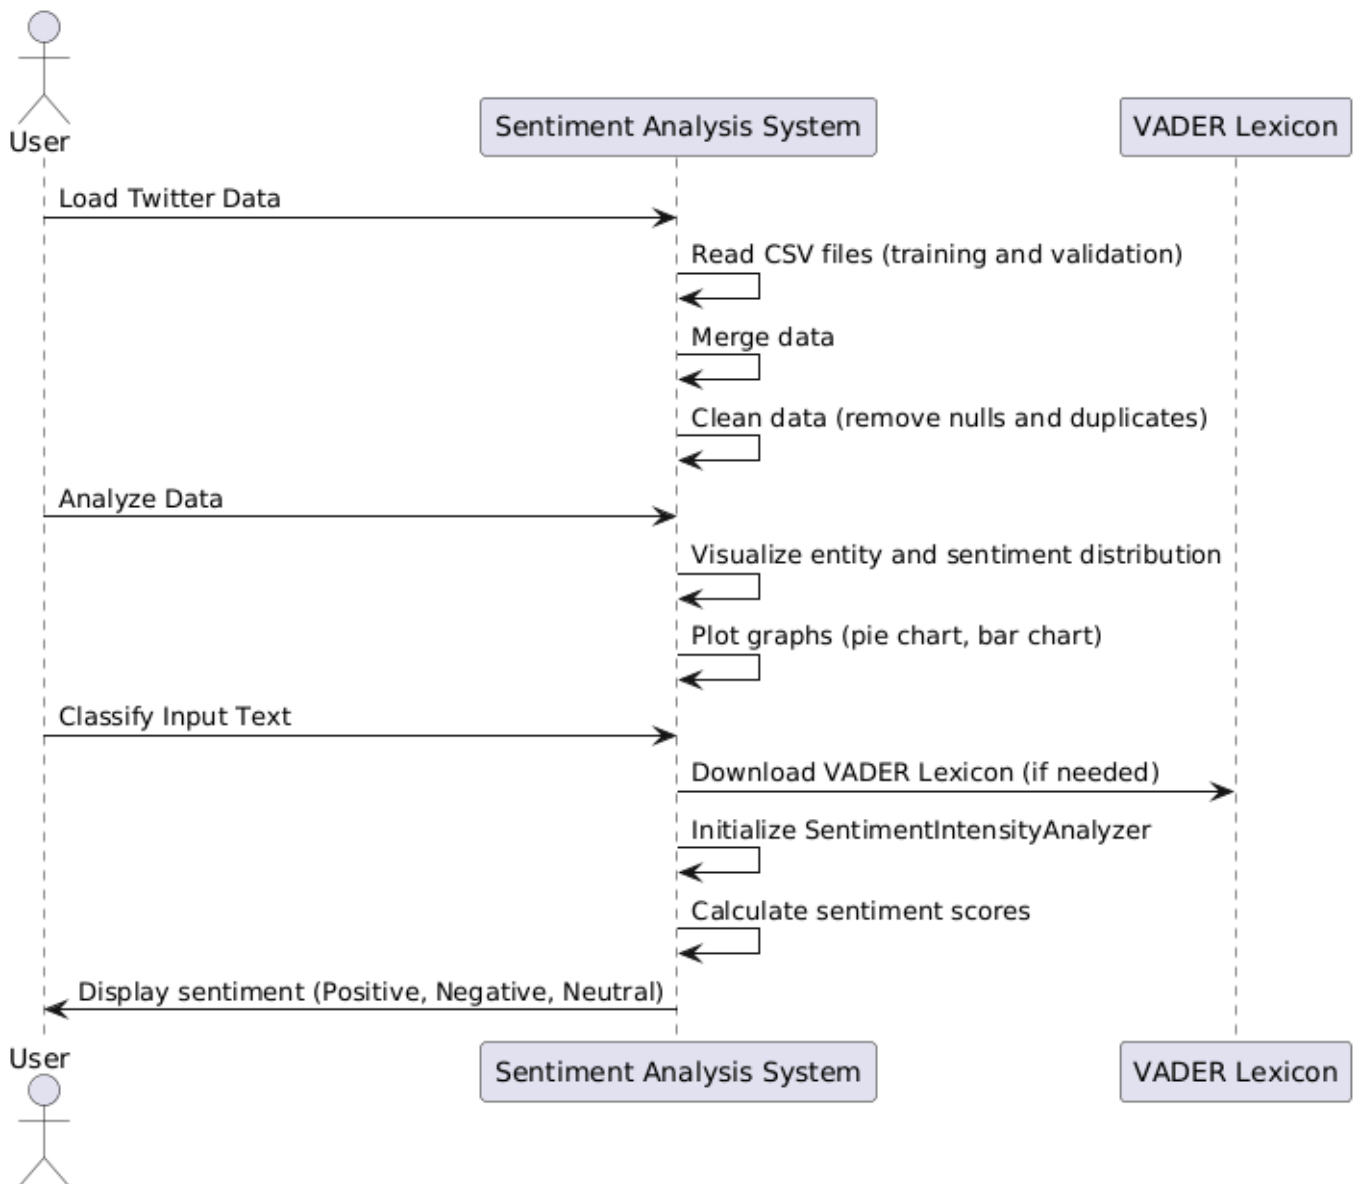 User
Sentiment Analysis System
VADER Lexicon
Load Twitter Data
Read CSV files (training and validation)
Merge data
Clean data (remove nulls and duplicates)
Analyze Data
Visualize entity and sentiment distribution
Plot graphs (pie chart, bar chart)
Classify Input Text
Download VADER Lexicon (if needed)
Initialize SentimentIntensityAnalyzer
Calculate sentiment scores
Display sentiment (Positive, Negative, Neutral)
User
Sentiment Analysis System
VADER Lexicon